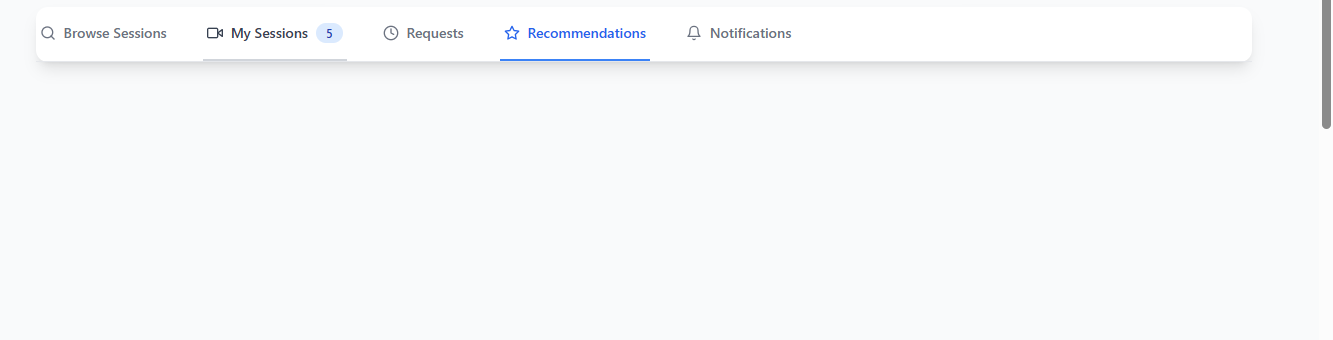 Browse Sessions
My Sessions 5
Requests
Recommendations
Notifications